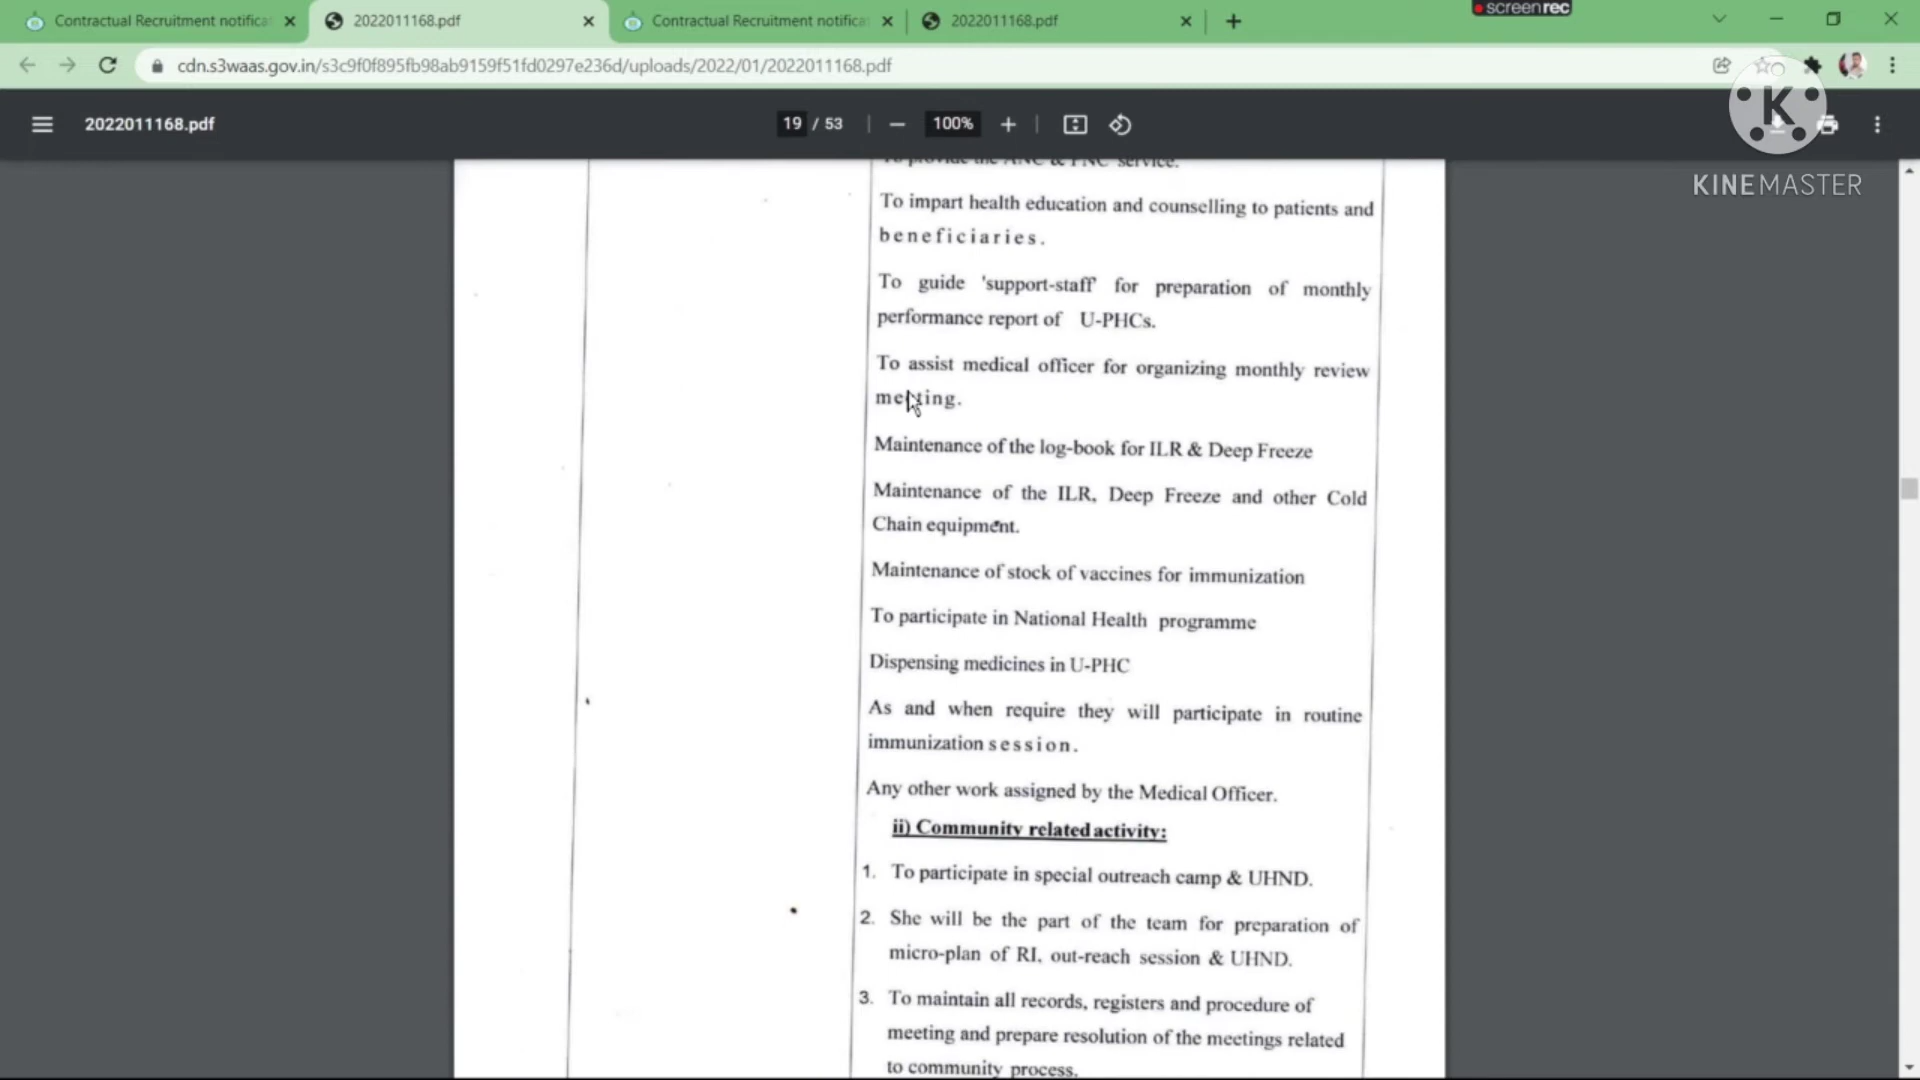 screenrec
Contractual Recruitment notifica
2022011168.pdf
Contractual Recruitment notifica
2022011168.pdf
cdn.s3waas.gov.in/s3c9f0f895fb98ab9159f51fd0297e236d/uploads/2022/01/2022011168.pdf
2022011168.pdf
19 / 53
100%
K
KINEMASTER
To provide the ANC & PNC service.
To impart health education and counselling to patients and
beneficiaries.
To guide 'support-staff' for preparation of monthly
performance report of U-PHCs.
To assist medical officer for organizing monthly review
meeting.
Maintenance of the log-book for ILR & Deep Freeze
Maintenance of the ILR, Deep Freeze and other Cold
Chain equipment.
Maintenance of stock of vaccines for immunization
To participate in National Health programme
Dispensing medicines in U-PHC
As and when require they will participate in routine
immunization session.
Any other work assigned by the Medical Officer.
ii) Community related activity:
1. To participate in special outreach camp & UHND.
2. She will be the part of the team for preparation of
micro-plan of RI, out-reach session & UHND.
3. To maintain all records, registers and procedure of
meeting and prepare resolution of the meetings related
to community process.